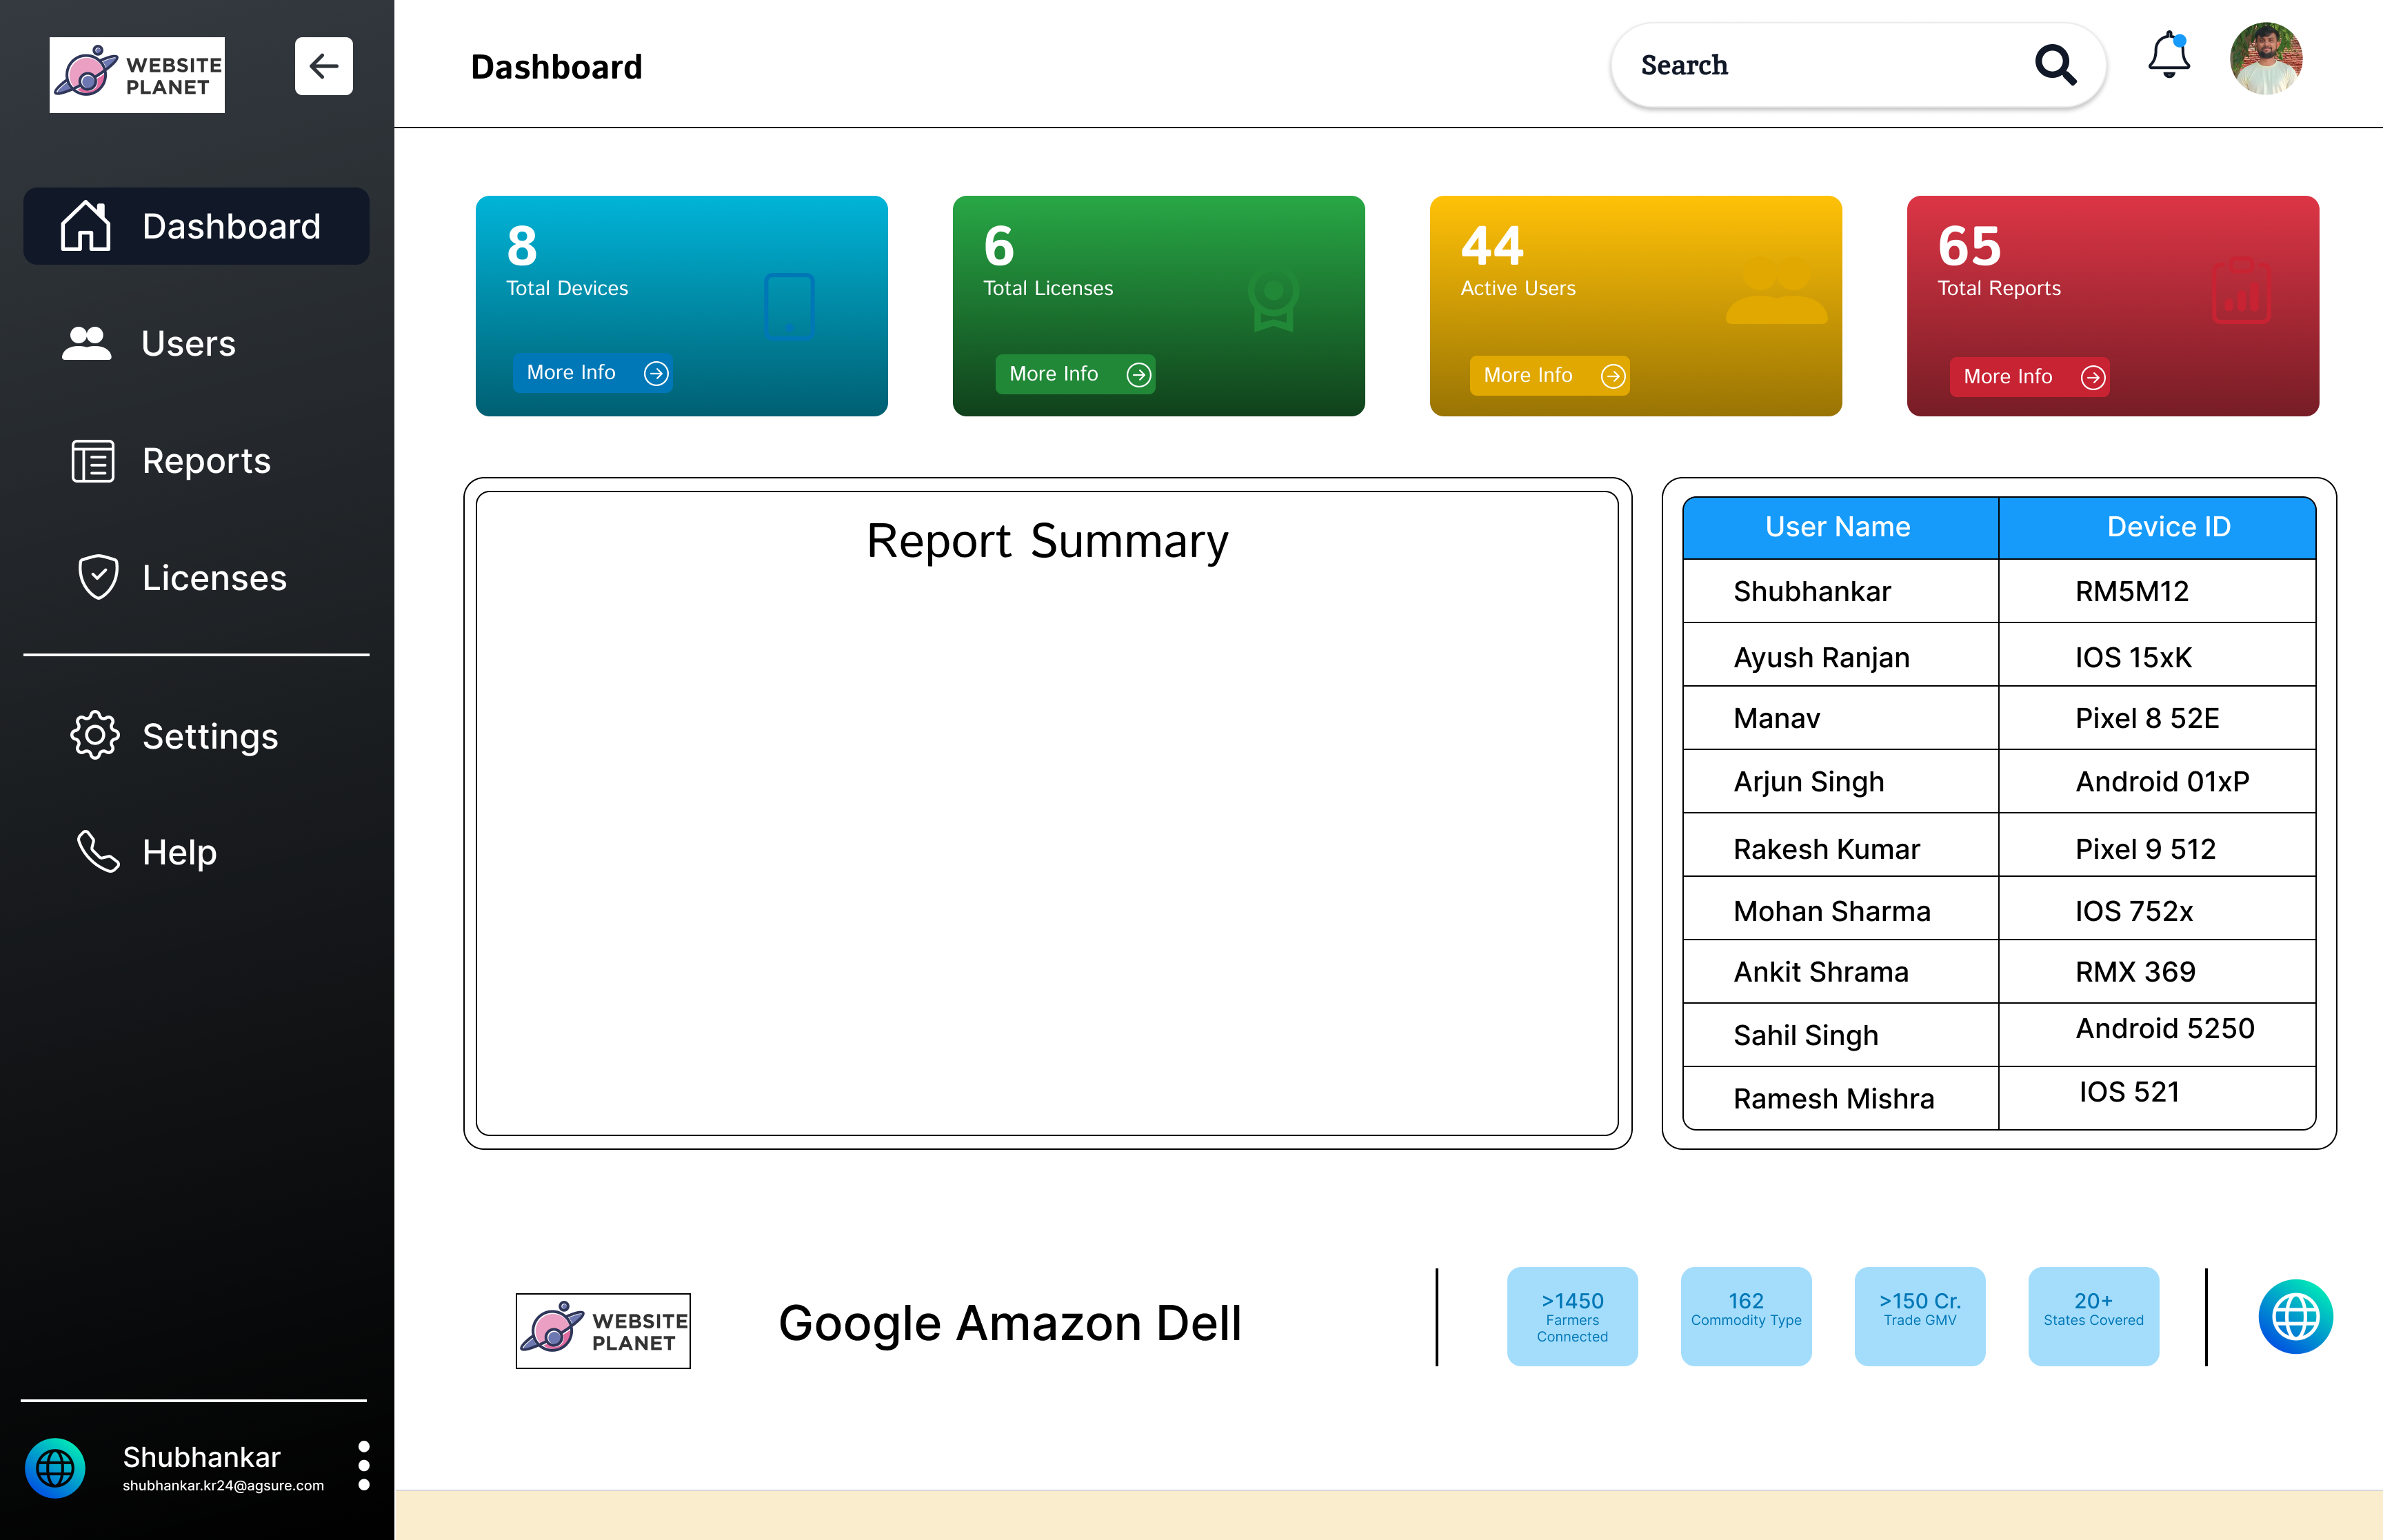 WEBSITE
PLANET
Dashboard
Search
Dashboard
Users
Reports
Licenses
Settings
Help
Shubhankar
shubhankar.kr24@agsure.com
8
Total Devices
More Info
6
Total Licenses
More Info
44
Active Users
More Info
65
Total Reports
More Info
Report Summary
User Name Device ID
Shubhankar RM5M12
Ayush Ranjan IOS 15xK
Manav Pixel 8 52E
Arjun Singh Android 01xP
Rakesh Kumar Pixel 9 512
Mohan Sharma IOS 752x
Ankit Shrama RMX 369
Sahil Singh Android 5250
Ramesh Mishra IOS 521
WEBSITE
PLANET
Google Amazon Dell
>1450
Farmers
Connected
162
Commodity Type
>150 Cr.
Trade GMV
20+
States Covered